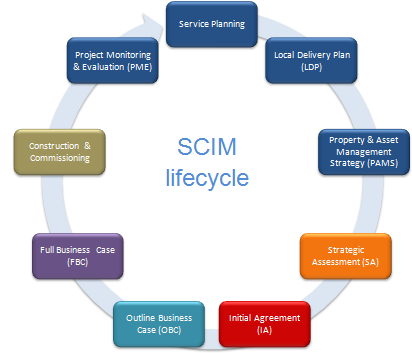 Service Planning
Local Delivery Plan
(LDP)
Property & Asset
Management
Strategy (PAMS)
Strategic
Assessment (SA)
Initial Agreement
(IA)
Outline Business
Case (OBC)
Full Business Case
(FBC)
Construction &
Commissioning
Project Monitoring
& Evaluation (PME)
SCIM
lifecycle